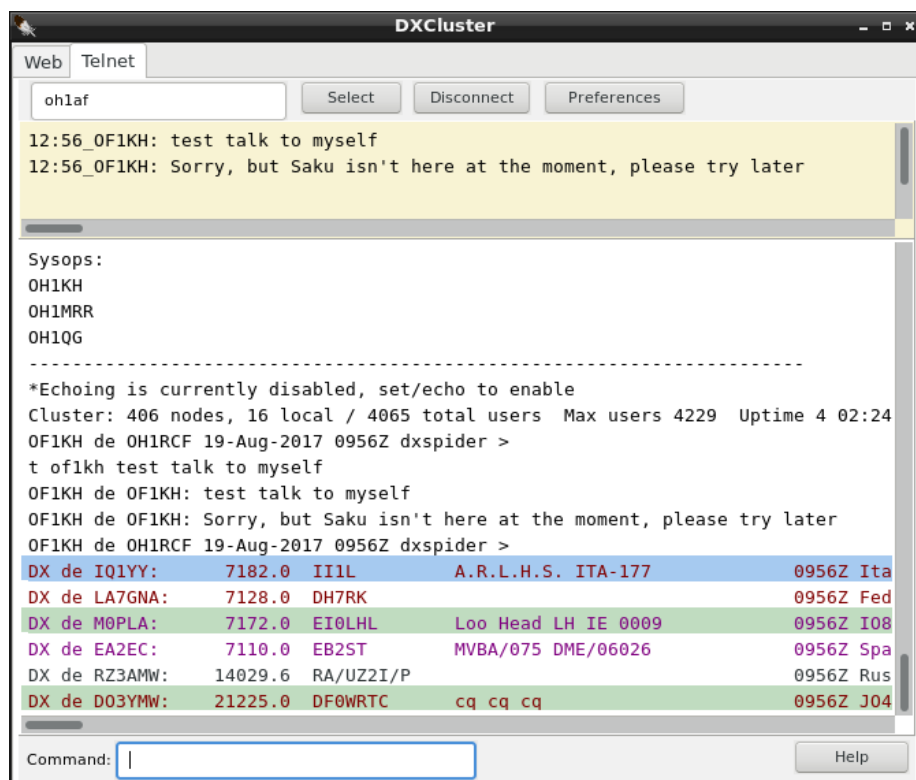 DXCluster
Web Telnet
oh1af Select Disconnect Preferences
12:56_OF1KH: test talk to myself
12:56_OF1KH: Sorry, but Saku isn't here at the moment, please try later
Sysops:
OH1KH
OH1MRR
OH1QG
-----------------------------------------------------------------------
*Echoing is currently disabled, set/echo to enable
Cluster: 406 nodes, 16 local / 4065 total users  Max users 4229  Uptime 4 02:24
OF1KH de OH1RCF 19-Aug-2017 0956Z dxspider >
t of1kh test talk to myself
OF1KH de OF1KH: test talk to myself
OF1KH de OF1KH: Sorry, but Saku isn't here at the moment, please try later
OF1KH de OH1RCF 19-Aug-2017 0956Z dxspider >
DX de IQ1YY:      7182.0  II1L         A.R.L.H.S. ITA-177             0956Z Ita
DX de LA7GNA:     7128.0  DH7RK                                       0956Z Fed
DX de M0PLA:      7172.0  EI0LHL       Loo Head LH IE 0009            0956Z IO8
DX de EA2EC:      7110.0  EB2ST        MVBA/075 DME/06026             0956Z Spa
DX de RZ3AMW:    14029.6  RA/UZ2I/P                                   0956Z Rus
DX de DO3YMW:    21225.0  DF0WRTC      cq cq cq                       0956Z JO4
Command: Help